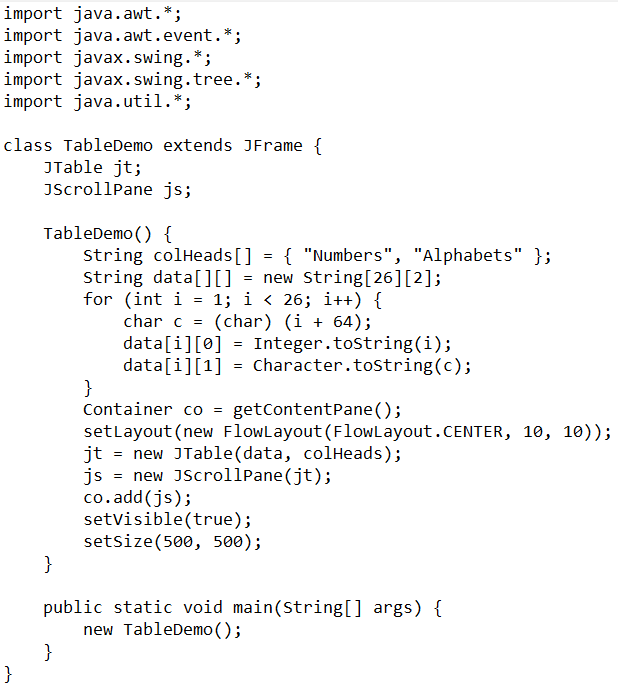 import java.awt.*;
import java.awt.event.*;
import javax.swing.*;
import javax.swing.tree.*;
import java.util.*;

class TableDemo extends JFrame {
    JTable jt;
    JScrollPane js;

    TableDemo() {
        String colHeads[] = { "Numbers", "Alphabets" };
        String data[][] = new String[26][2];
        for (int i = 1; i < 26; i++) {
            char c = (char) (i + 64);
            data[i][0] = Integer.toString(i);
            data[i][1] = Character.toString(c);
        }
        Container co = getContentPane();
        setLayout(new FlowLayout(FlowLayout.CENTER, 10, 10));
        jt = new JTable(data, colHeads);
        js = new JScrollPane(jt);
        co.add(js);
        setVisible(true);
        setSize(500, 500);
    }

    public static void main(String[] args) {
        new TableDemo();
    }
}